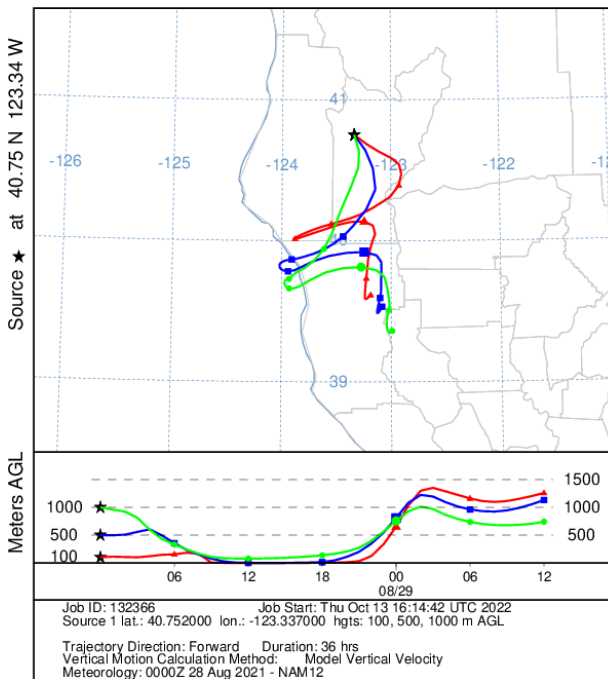 Source ★ at 40.75 N 123.34 W
41
-126
-125
-124
-123
-122
39
Meters AGL
1500
1000
1000
500
500
100
06
12
18
00
06
12
08/29
Job ID: 132366 Job Start: Thu Oct 13 16:14:42 UTC 2022
Source 1 lat.: 40.752000 lon.: -123.337000 hgts: 100, 500, 1000 m AGL
Trajectory Direction: Forward Duration: 36 hrs
Vertical Motion Calculation Method: Model Vertical Velocity
Meteorology: 0000Z 28 Aug 2021 - NAM12